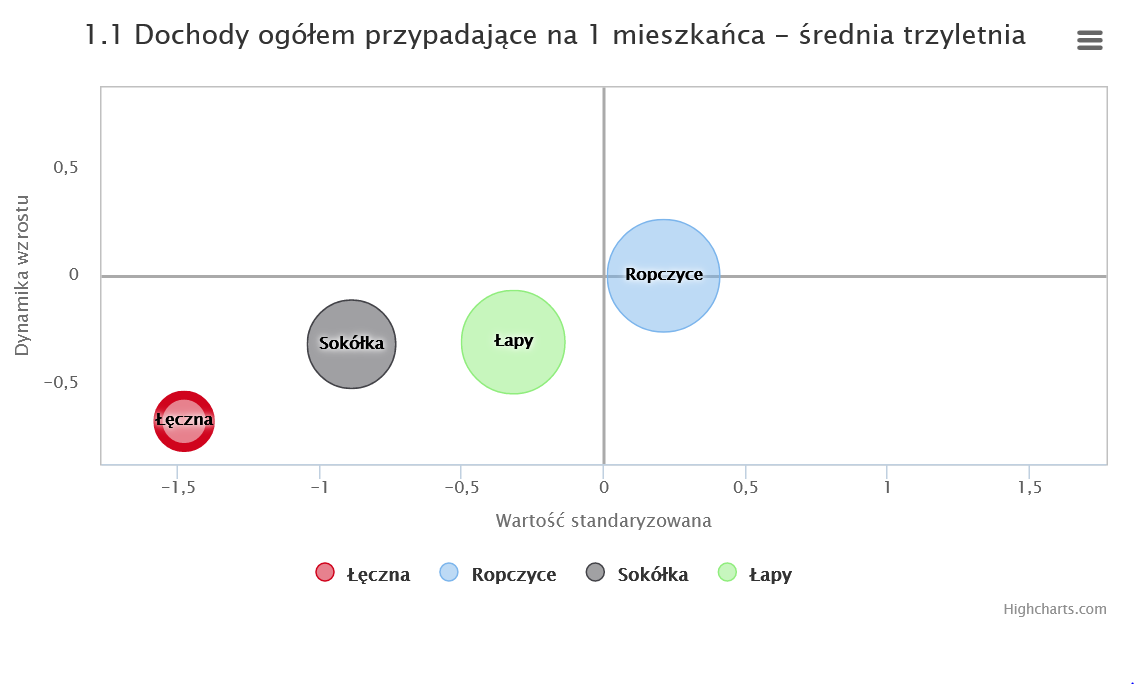 1.1 Dochody ogółem przypadające na 1 mieszkańca – średnia trzyletnia
0,5
0
−0,5
Dynamika wzrostu
Ropczyce
Sokółka
Łapy
Łęczna
−1,5 −1 −0,5 0 0,5 1 1,5
Wartość standaryzowana
Łęczna Ropczyce Sokółka Łapy
Highcharts.com